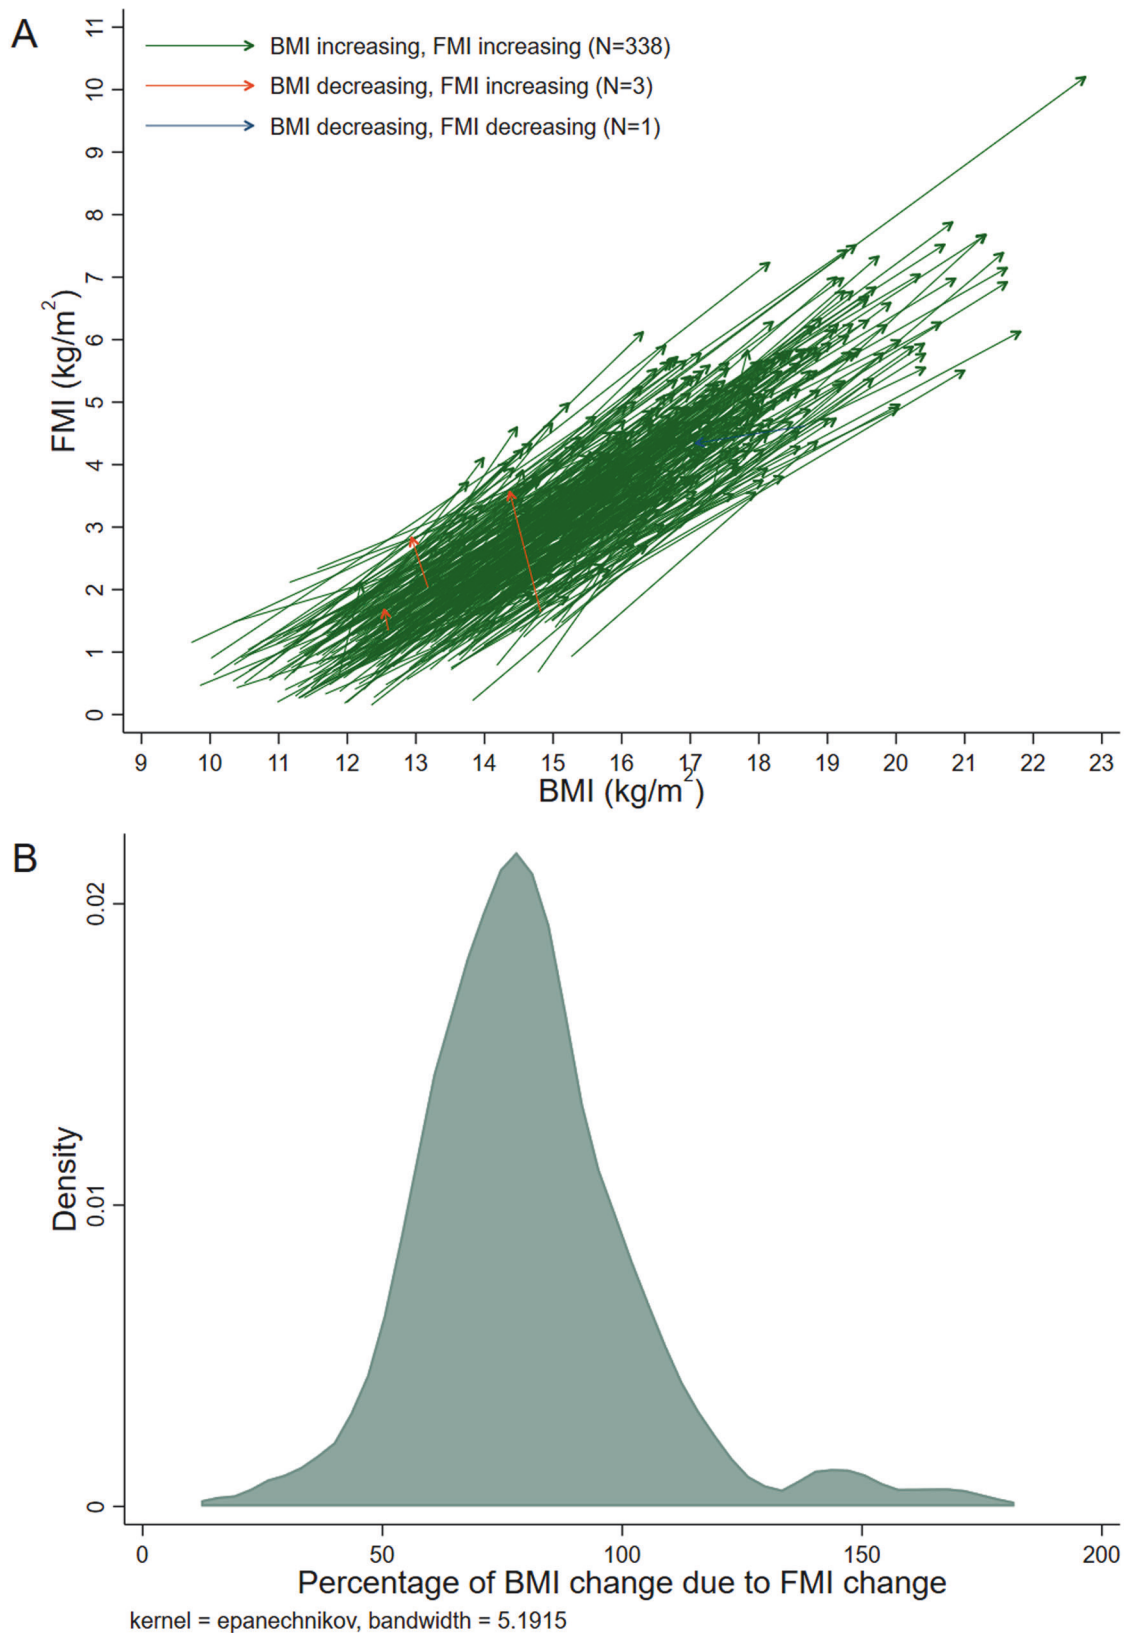 A
BMI increasing, FMI increasing (N=338)
BMI decreasing, FMI increasing (N=3)
BMI decreasing, FMI decreasing (N=1)
11
10
9
8
7
6
5
4
3
2
1
0
FMI (kg/m²)
9 10 11 12 13 14 15 16 17 18 19 20 21 22 23
BMI (kg/m²)
B
0.02
0.01
0
Density
0 50 100 150 200
Percentage of BMI change due to FMI change
kernel = epanechnikov, bandwidth = 5.1915